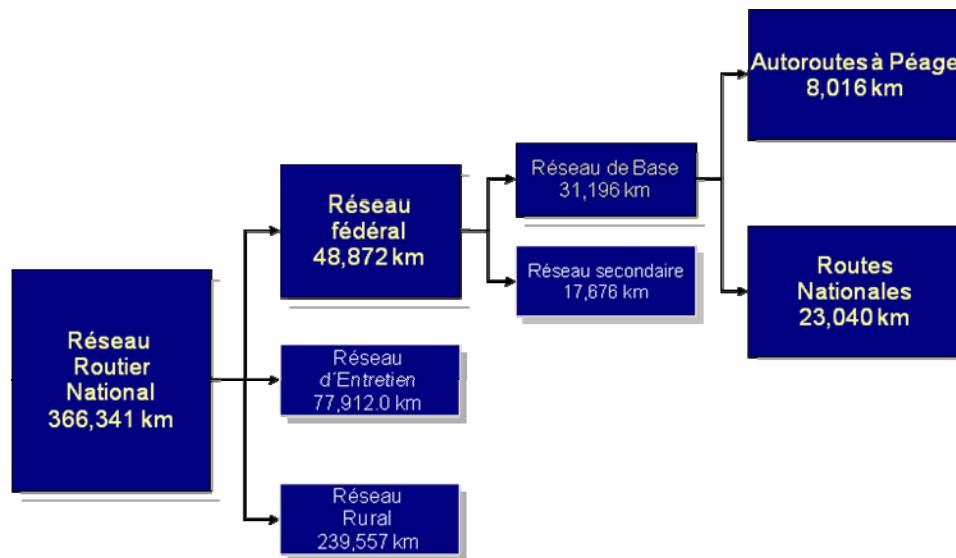 Réseau
Routier
National
366,341 km
Réseau
fédéral
48,872 km
Réseau
d´Entretien
77,912.0 km
Réseau
Rural
239,557 km
Réseau de Base
31,196 km
Réseau secondaire
17,676 km
Autoroutes à Péage
8,016 km
Routes
Nationales
23,040 km